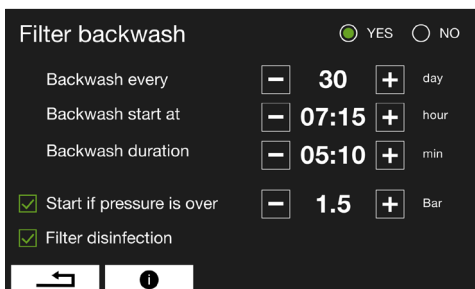 Filter backwash YES NO
Backwash every − 30 + day
Backwash start at − 07:15 + hour
Backwash duration − 05:10 + min
Start if pressure is over − 1.5 + Bar
Filter disinfection
i